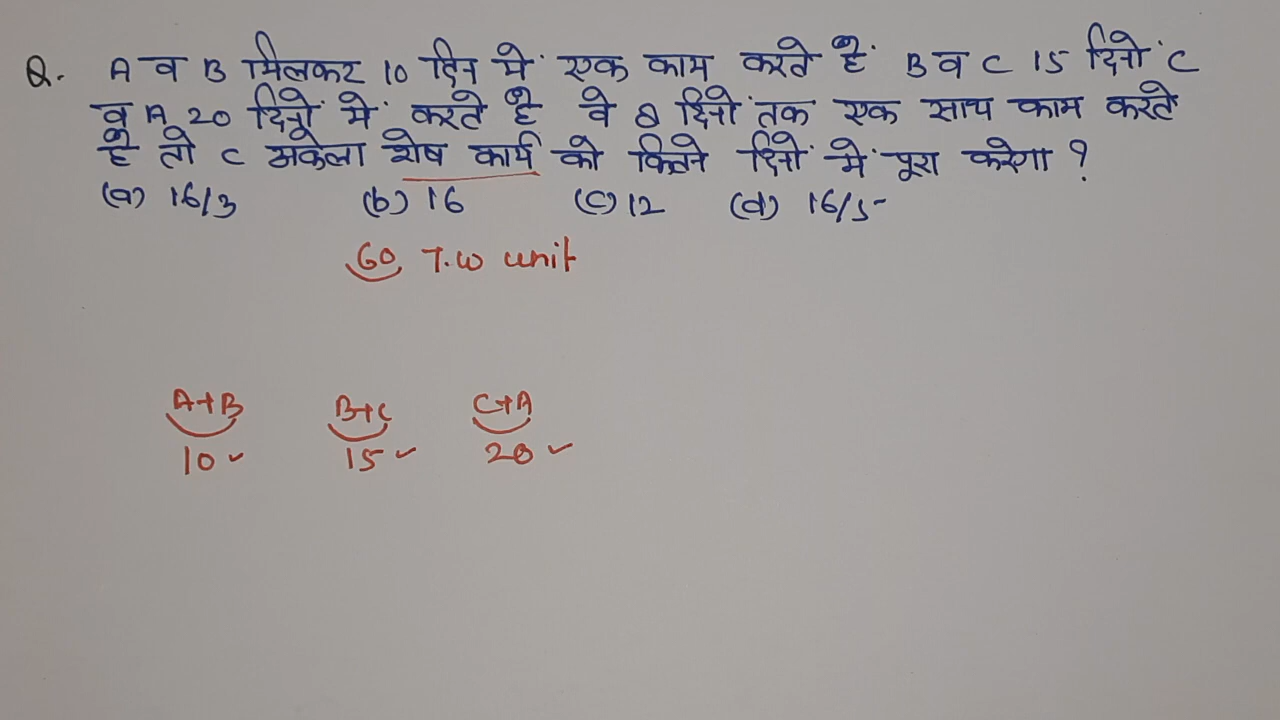 Q. A व B मिलकर 10 दिन में एक काम करते है B व C 15 दिनों C
व A 20 दिनों में करते है वे 8 दिनों तक एक साथ काम करते
है तो C अकेला शेष कार्य को कितने दिनों में पूरा करेगा ?
(a) 16/3 (b) 16 (c) 12 (d) 16/5
60 T.W unit
A+B B+C C+A
10 ✓ 15 ✓ 20 ✓